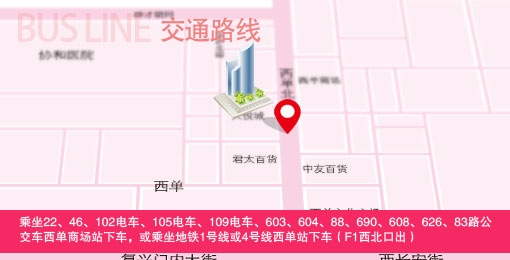 BUS LINE 交通路线
协和医院
西单北
君太百货
中友百货
西单
乘坐22、46、102电车、105电车、109电车、603、604、88、690、608、626、83路公
交车西单商场站下车，或乘坐地铁1号线或4号线西单站下车（F1西北口出）